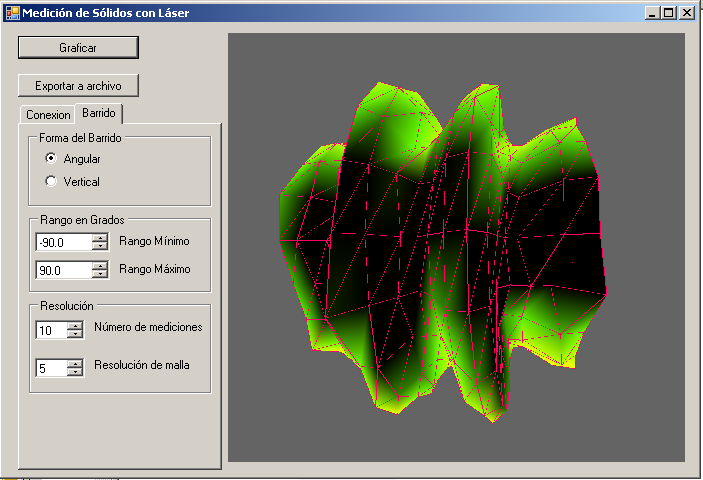 Medición de Sólidos con Láser
Graficar
Exportar a archivo
Conexion Barrido
Forma del Barrido
Angular
Vertical
Rango en Grados
-90.0 Rango Mínimo
90.0 Rango Máximo
Resolución
10 Número de mediciones
5 Resolución de malla